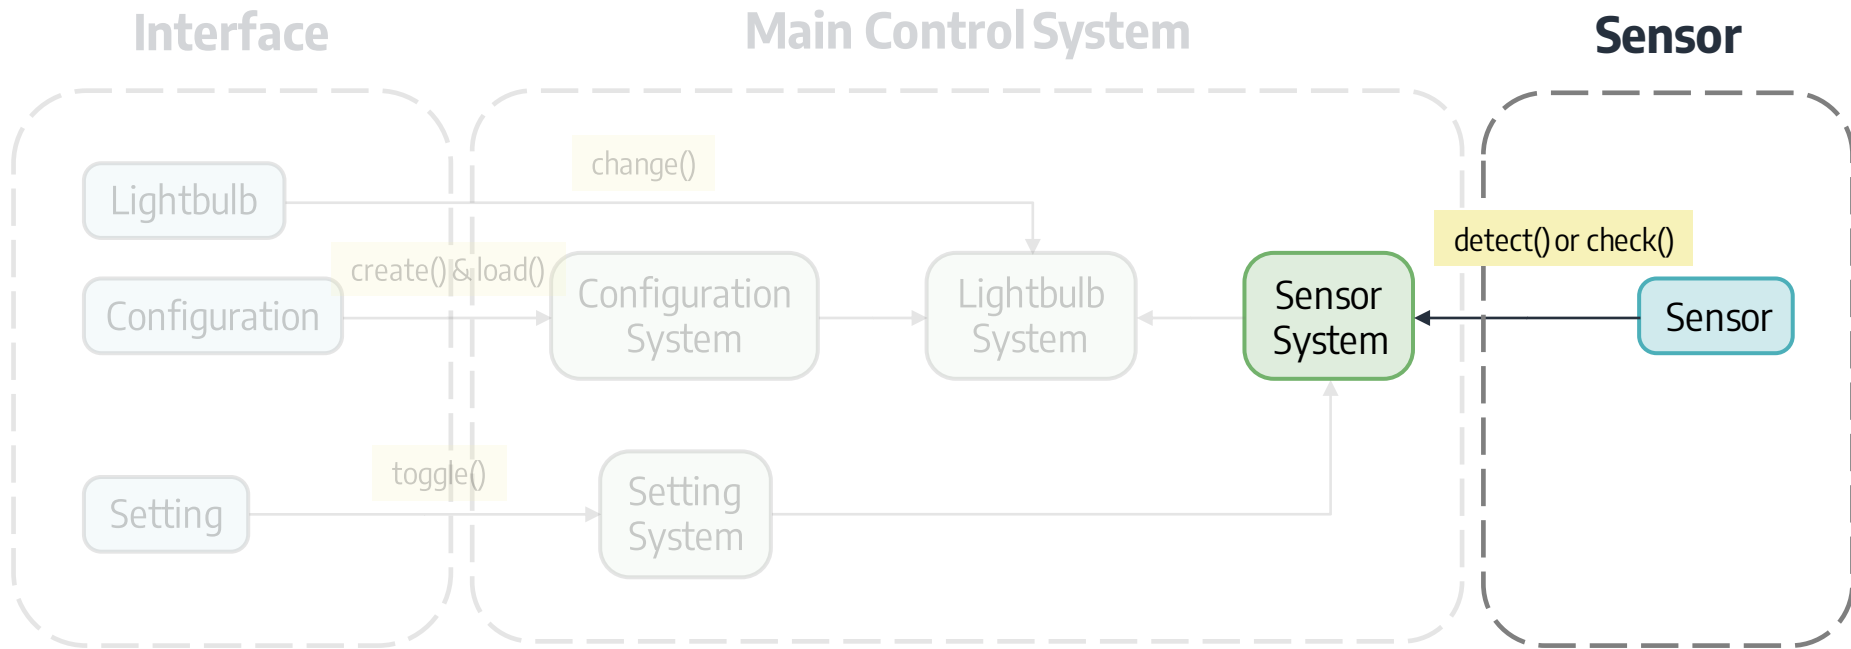 Interface
Main Control System
Sensor
change()
Lightbulb
detect() or check()
create() & load()
Configuration
Configuration
System
Lightbulb
System
Sensor
System
Sensor
toggle()
Setting
Setting
System